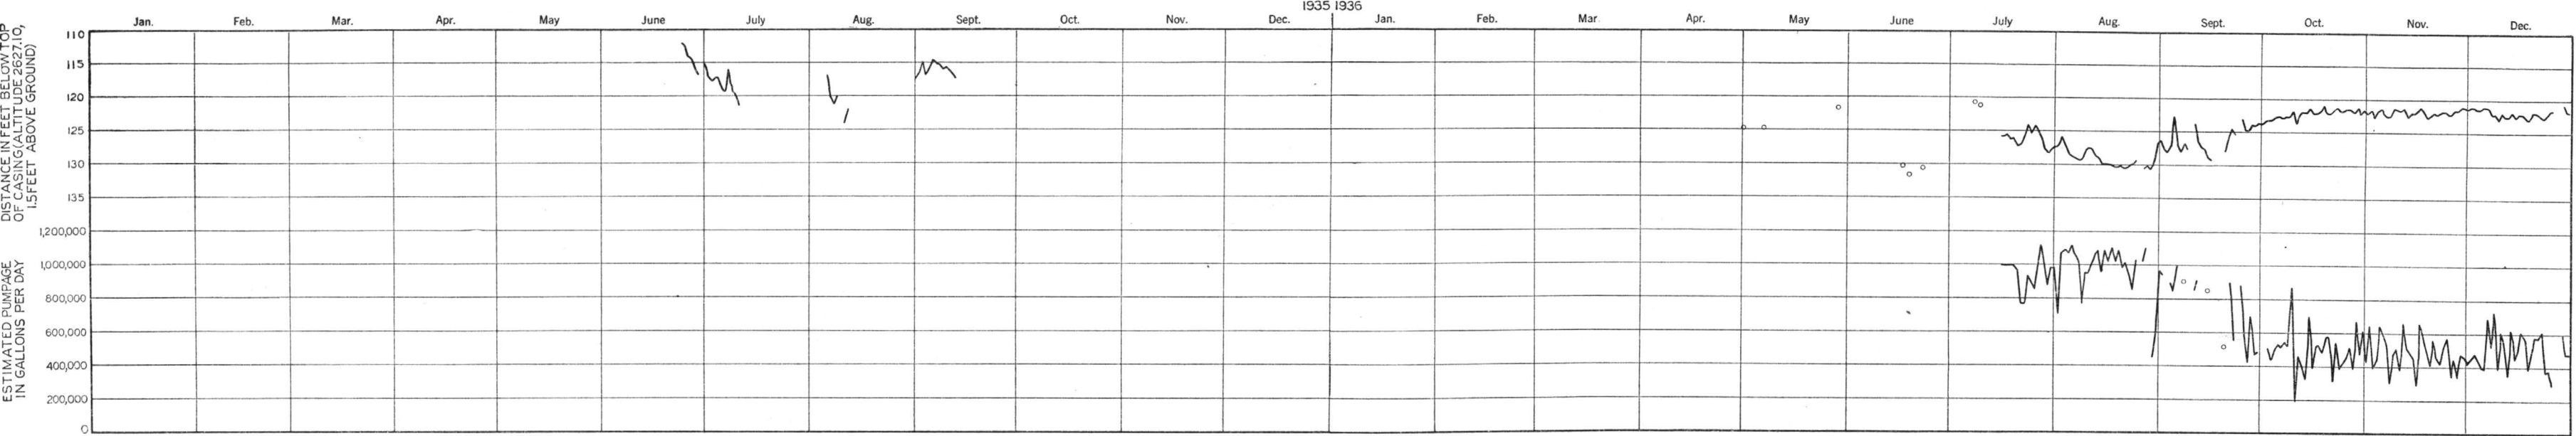 1935 1936
Jan. Feb. Mar. Apr. May June July Aug. Sept. Oct. Nov. Dec. Jan. Feb. Mar. Apr. May June July Aug. Sept. Oct. Nov. Dec.
DISTANCE IN FEET BELOW TOP
OF CASING (ALTITUDE 2627.10,
1.5 FEET ABOVE GROUND)
110
115
120
125
130
135
ESTIMATED PUMPAGE
IN GALLONS PER DAY
1,200,000
1,000,000
800,000
600,000
400,000
200,000
0